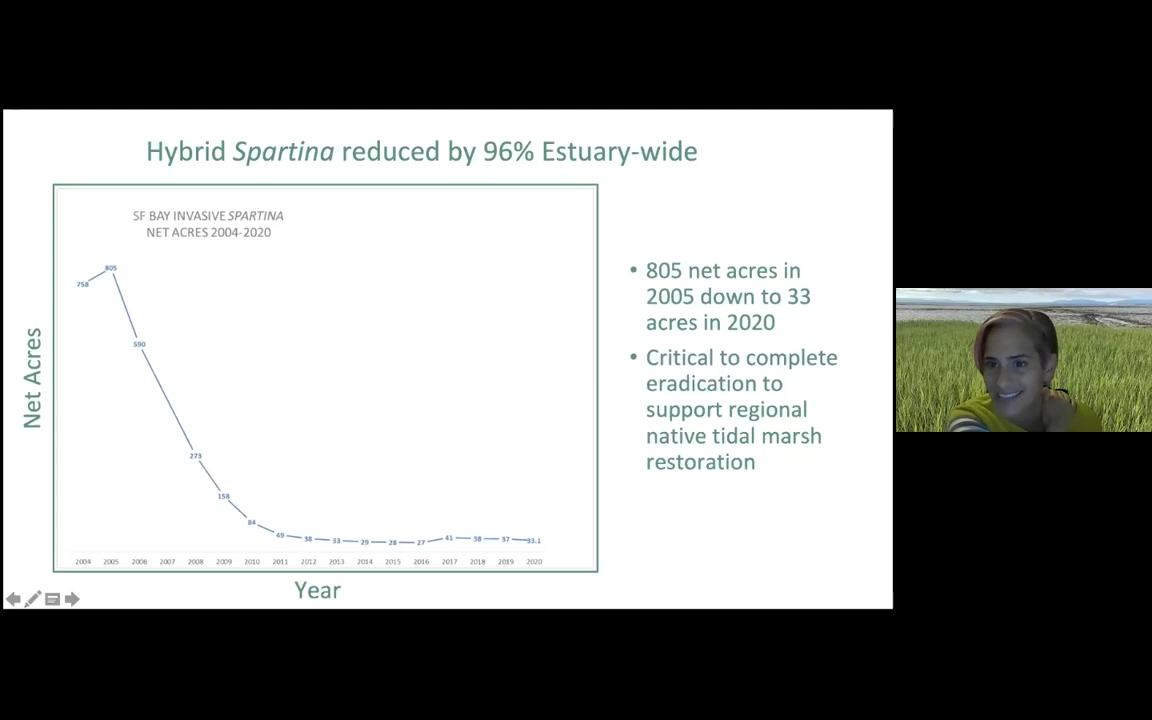 Hybrid Spartina reduced by 96% Estuary-wide
SF BAY INVASIVE SPARTINA
NET ACRES 2004-2020
805
758
590
273
158
84
49
38
33
29
28
27
41
38
37
33.1
2004 2005 2006 2007 2008 2009 2010 2011 2012 2013 2014 2015 2016 2017 2018 2019 2020
Net Acres
Year
• 805 net acres in
2005 down to 33
acres in 2020
• Critical to complete
eradication to
support regional
native tidal marsh
restoration